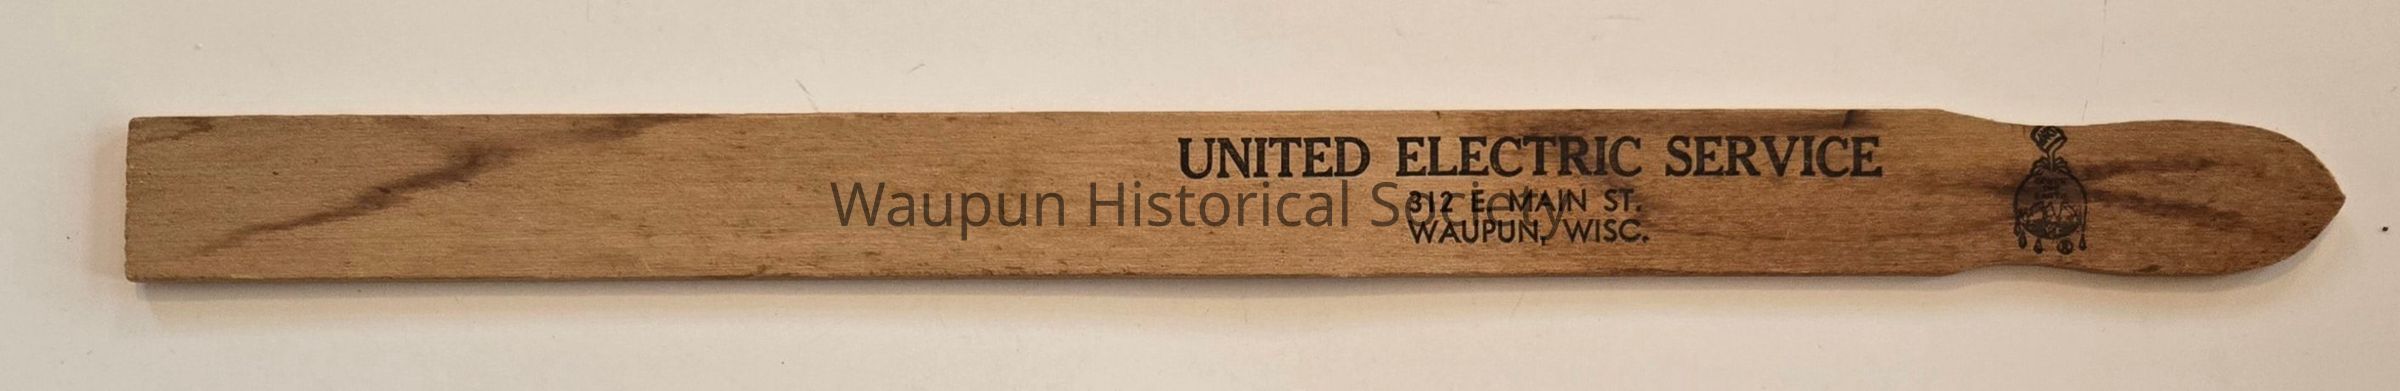 UNITED ELECTRIC SERVICE
312 E. MAIN ST.
WAUPUN, WISC.
Waupun Historical Society